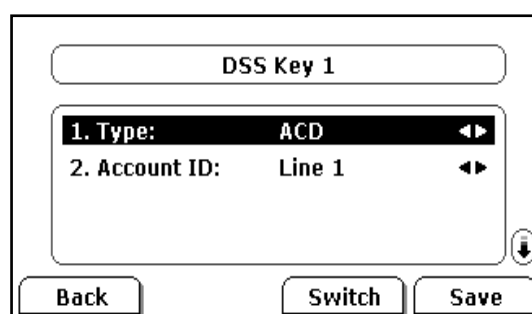 DSS Key 1
1. Type: ACD
2. Account ID: Line 1
Back Switch Save